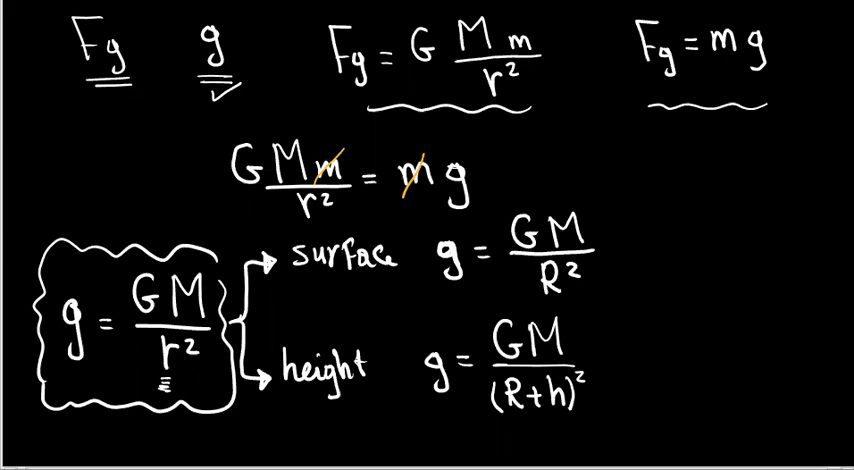 Fg g Fg = G Mm/r² Fg = mg
GMm/r² = mg
surface g = GM/R²
g = GM/r²
height g = GM/(R+h)²